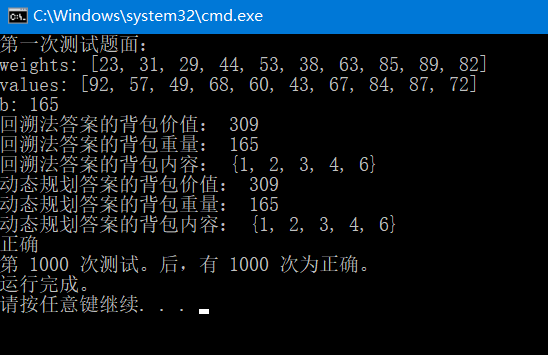 C:\Windows\system32\cmd.exe
第一次测试题面：
weights: [23, 31, 29, 44, 53, 38, 63, 85, 89, 82]
values: [92, 57, 49, 68, 60, 43, 67, 84, 87, 72]
b: 165
回溯法答案的背包价值： 309
回溯法答案的背包重量： 165
回溯法答案的背包内容： {1, 2, 3, 4, 6}
动态规划答案的背包价值： 309
动态规划答案的背包重量： 165
动态规划答案的背包内容： {1, 2, 3, 4, 6}
正确
第 1000 次测试。后，有 1000 次为正确。
运行完成。
请按任意键继续. . .